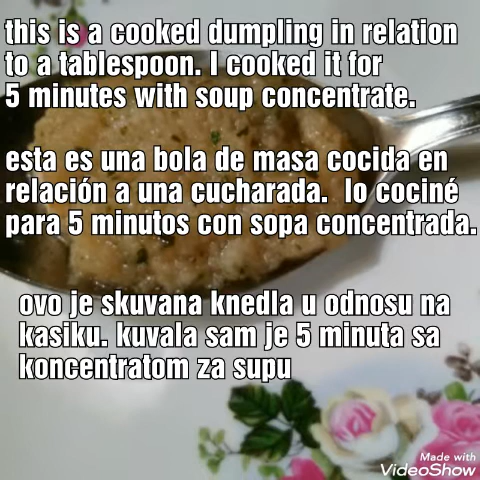 this is a cooked dumpling in relation
to a tablespoon. I cooked it for
5 minutes with soup concentrate.
esta es una bola de masa cocida en
relación a una cucharada. lo cociné
para 5 minutos con sopa concentrada.
ovo je skuvana knedla u odnosu na
kasiku. kuvala sam je 5 minuta sa
koncentratom za supu
Made with
VideoShow